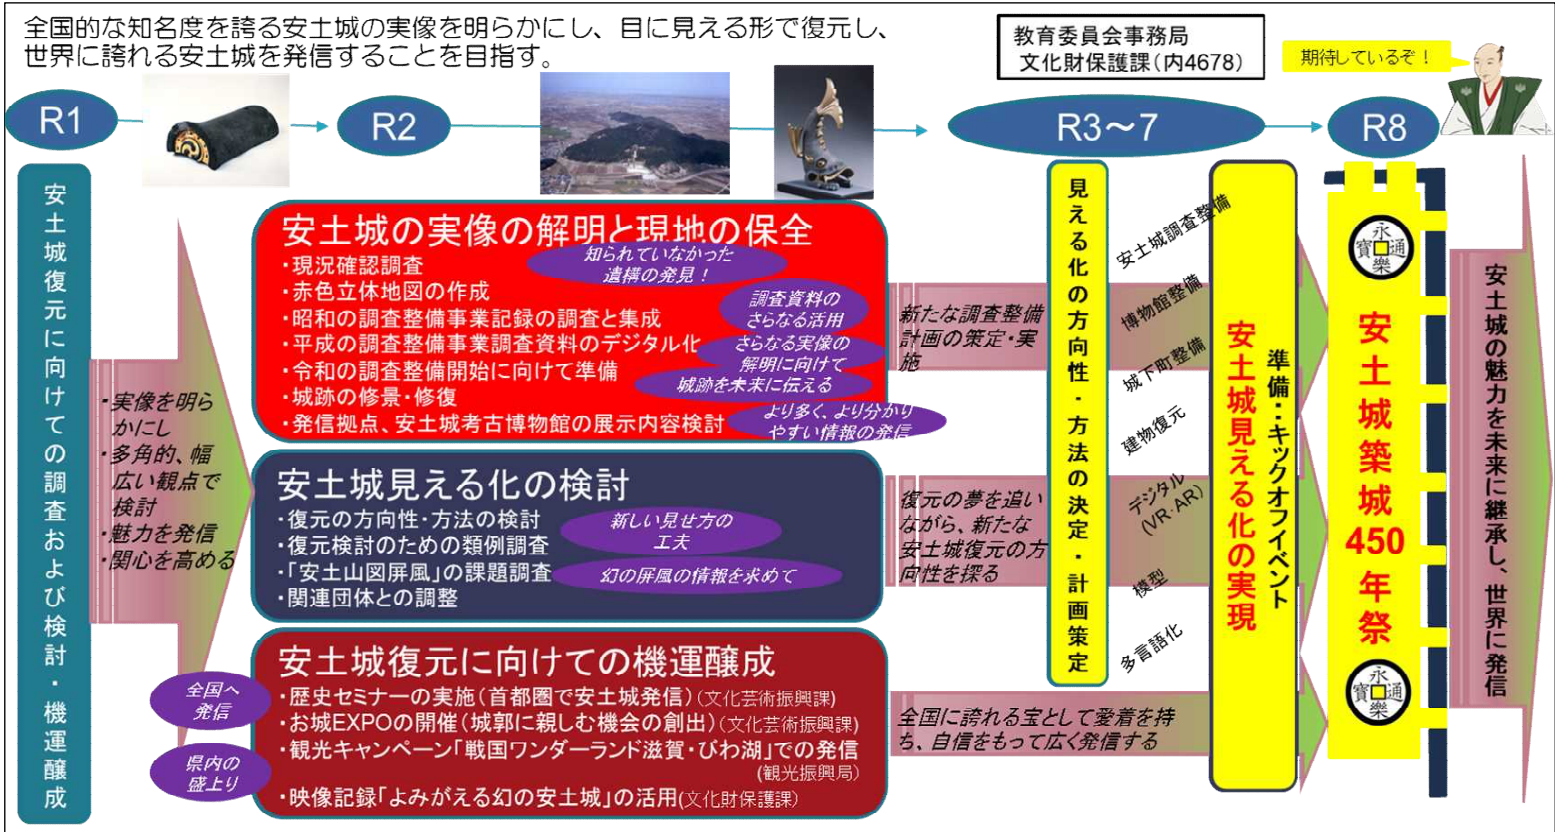 全国的な知名度を誇る安土城の実像を明らかにし、目に見える形で復元し、
世界に誇れる安土城を発信することを目指す。
教育委員会事務局
文化財保護課(内4678)
期待しているぞ！
R1
R2
R3～7
R8
安土城復元に向けての調査および検討・機運醸成
・実像を明ら
かにし
・多角的、幅
広い観点で
検討
・魅力を発信
・関心を高める
安土城の実像の解明と現地の保全
・現況確認調査
・赤色立体地図の作成
・昭和の調査整備事業記録の調査と集成
・平成の調査整備事業調査資料のデジタル化
・令和の調査整備開始に向けて準備
・城跡の修景・修復
・発信拠点、安土城考古博物館の展示内容検討
知られていなかった
遺構の発見！
調査資料の
さらなる活用
さらなる実像の
解明に向けて
城跡を未来に伝える
より多く、より分かり
やすい情報の発信
安土城見える化の検討
・復元の方向性・方法の検討
・復元検討のための類例調査
・「安土山図屏風」の課題調査
・関連団体との調整
新しい見せ方の
工夫
幻の屏風の情報を求めて
安土城復元に向けての機運醸成
・歴史セミナーの実施(首都圏で安土城発信)(文化芸術振興課)
・お城EXPOの開催(城郭に親しむ機会の創出)(文化芸術振興課)
・観光キャンペーン「戦国ワンダーランド滋賀・びわ湖」での発信
(観光振興局)
・映像記録「よみがえる幻の安土城」の活用(文化財保護課)
全国へ
発信
県内の
盛上り
新たな調査整備
計画の策定・実
施
復元の夢を追い
ながら、新たな
安土城復元の方
向性を探る
全国に誇れる宝として愛着を持
ち、自信をもって広く発信する
見える化の方向性・方法の決定・計画策定
安土城調査整備
博物館整備
城下町整備
建物復元
デジタル
(VR・AR)
模型
多言語化
準備・・キックオフイベント
安土城見える化の実現
永樂通寶
安土城築城450年祭
永樂通寶
安土城の魅力を未来に継承し、世界に発信